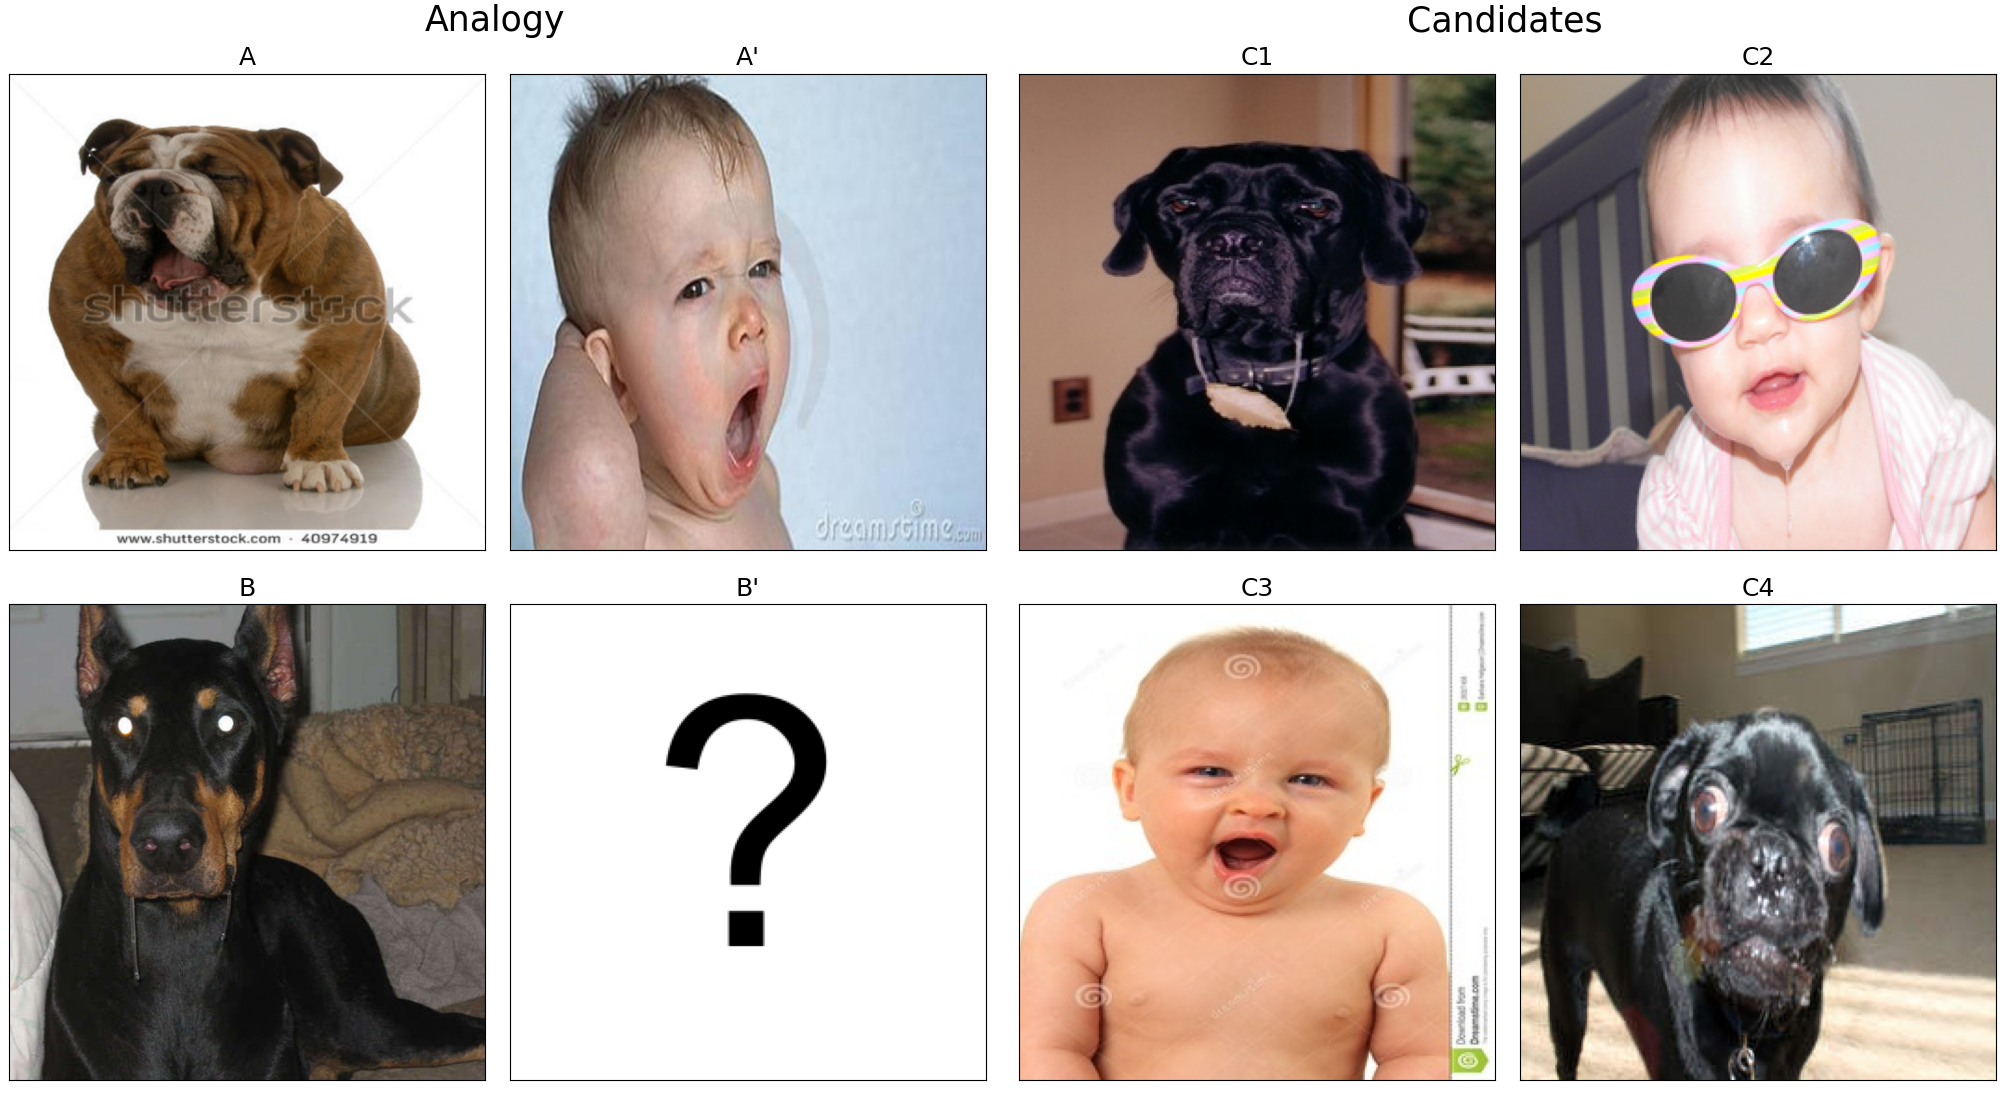 Analogy
Candidates
A
A'
C1
C2
shutterstock
dreamstime.com
www.shutterstock.com · 40974919
B
B'
C3
C4
?
Download from
Dreamstime.com